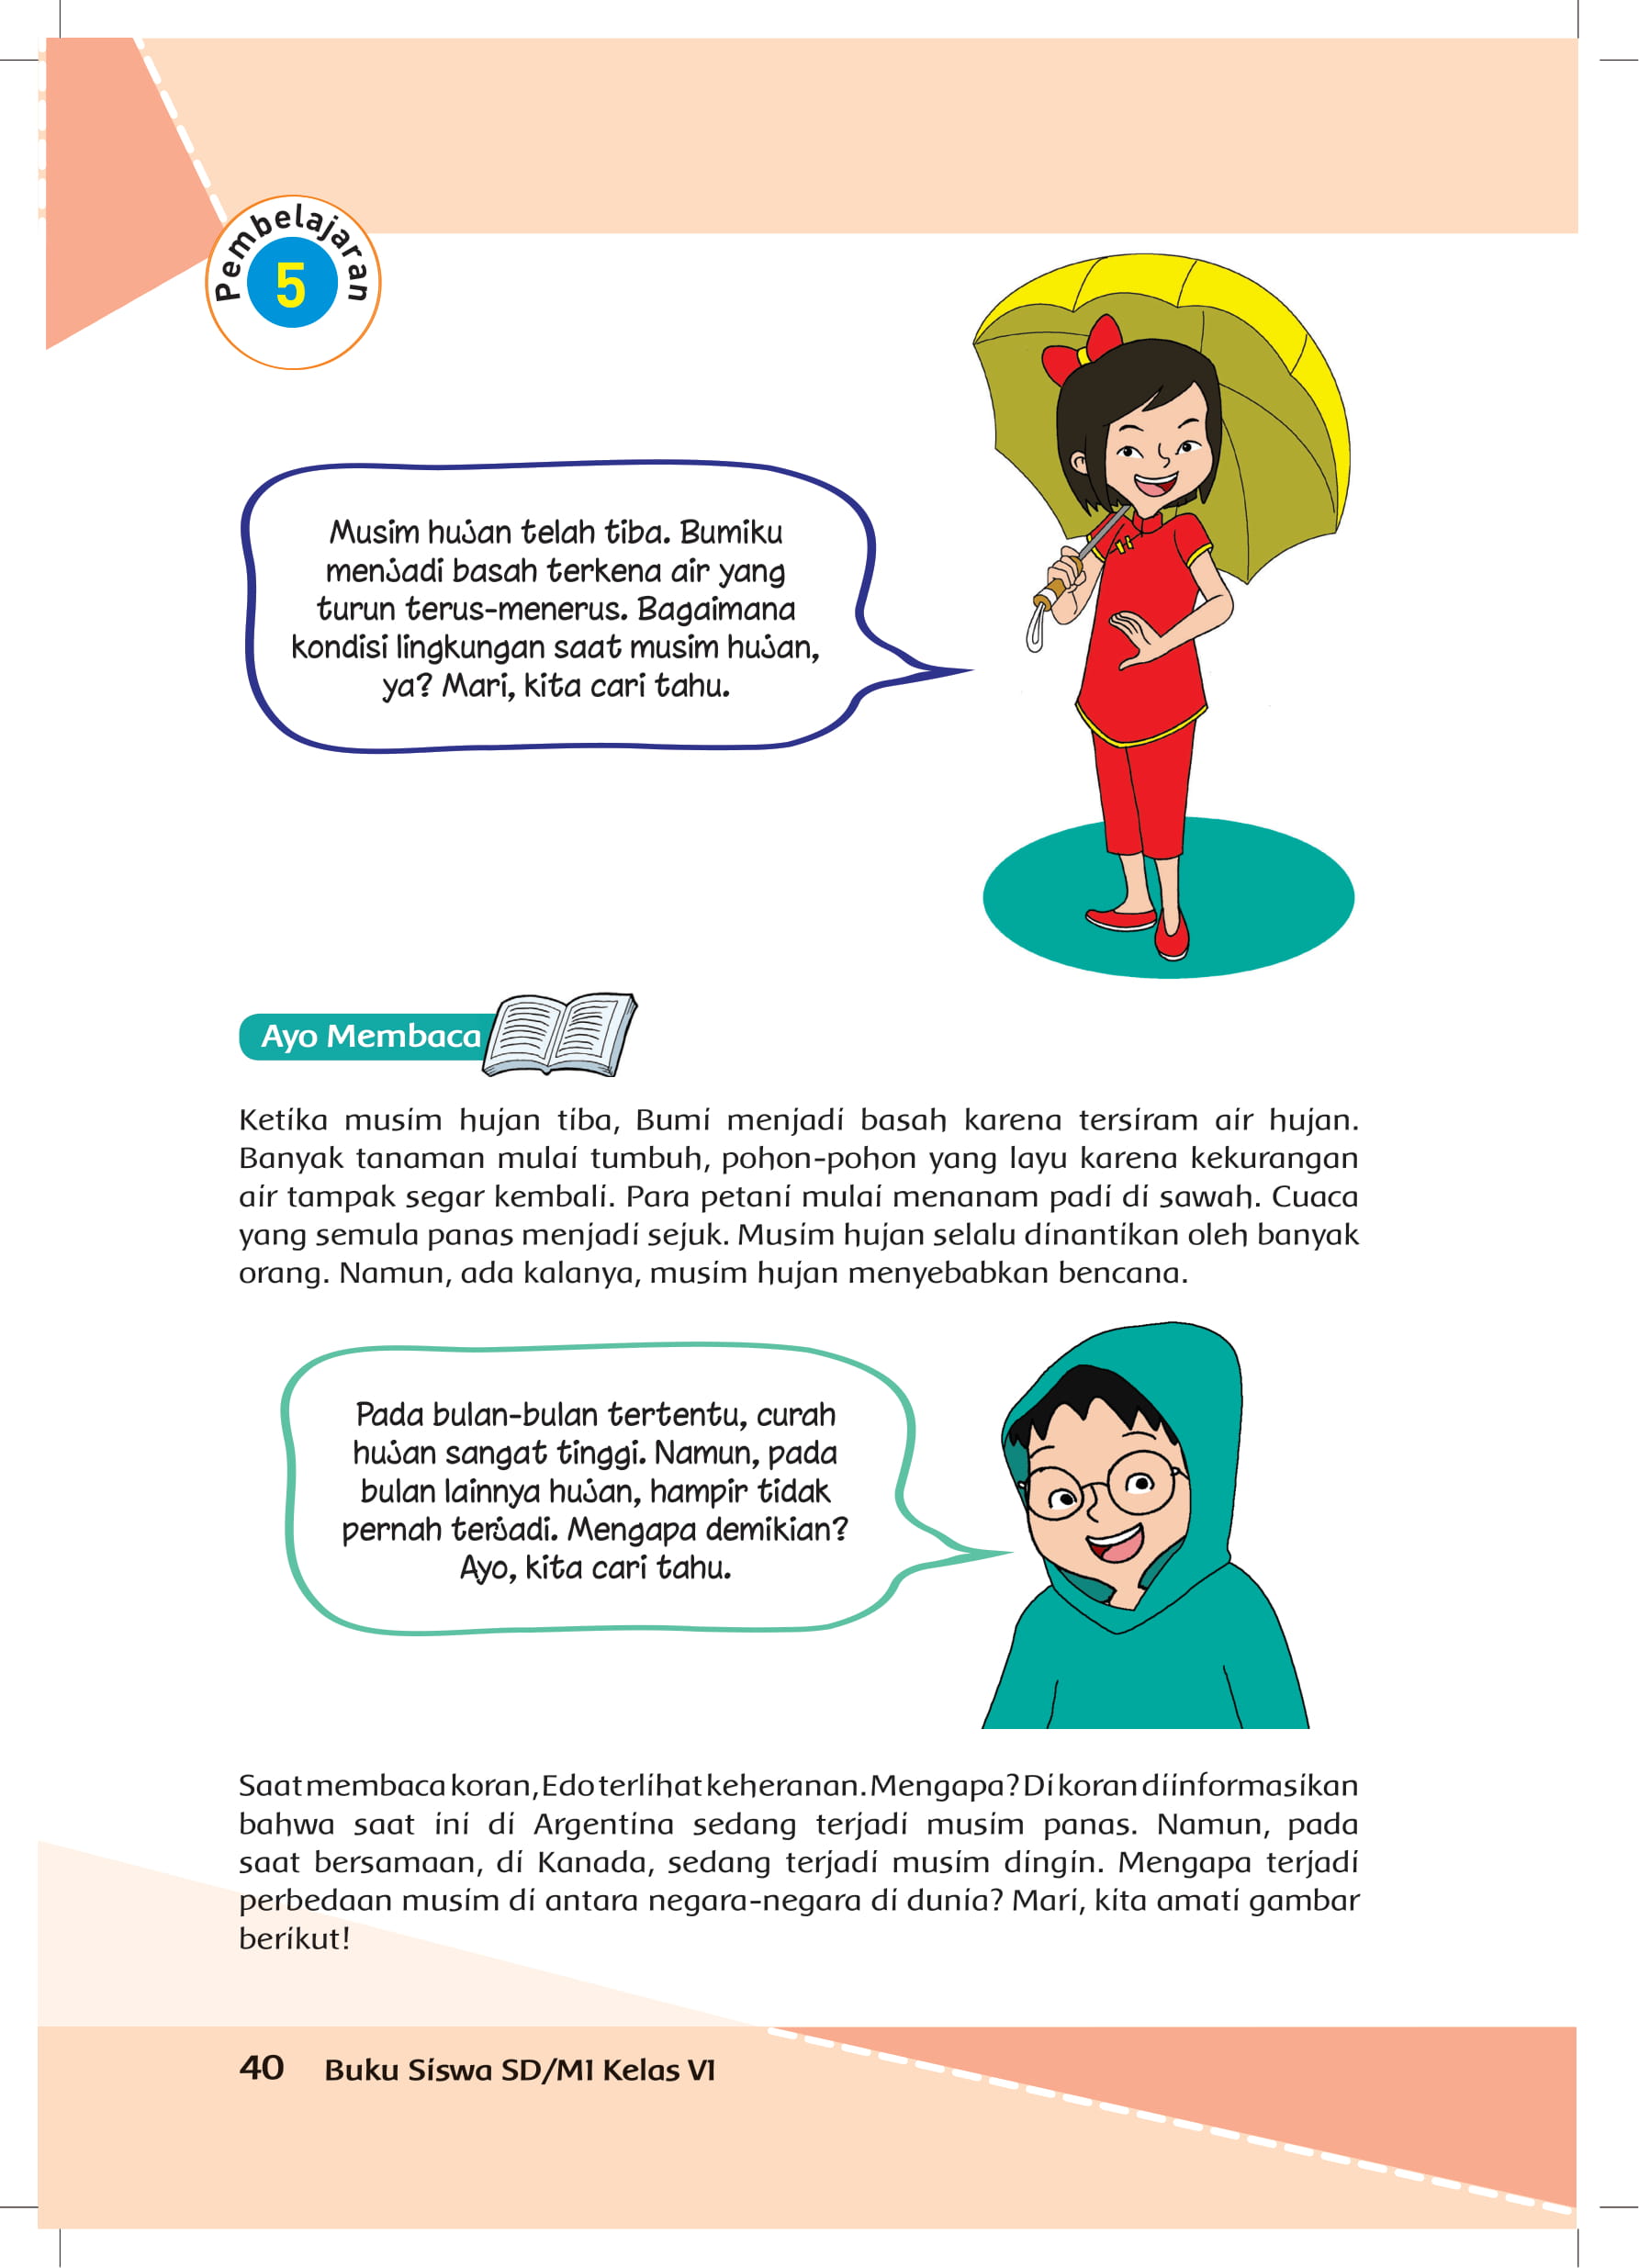 Pembelajaran
5
Musim hujan telah tiba. Bumiku
menjadi basah terkena air yang
turun terus-menerus. Bagaimana
kondisi lingkungan saat musim hujan,
ya? Mari, kita cari tahu.
Ayo Membaca
Ketika musim hujan tiba, Bumi menjadi basah karena tersiram air hujan.
Banyak tanaman mulai tumbuh, pohon-pohon yang layu karena kekurangan
air tampak segar kembali. Para petani mulai menanam padi di sawah. Cuaca
yang semula panas menjadi sejuk. Musim hujan selalu dinantikan oleh banyak
orang. Namun, ada kalanya, musim hujan menyebabkan bencana.
Pada bulan-bulan tertentu, curah
hujan sangat tinggi. Namun, pada
bulan lainnya hujan, hampir tidak
pernah terjadi. Mengapa demikian?
Ayo, kita cari tahu.
Saat membaca koran, Edo terlihat keheranan. Mengapa? Di koran diinformasikan
bahwa saat ini di Argentina sedang terjadi musim panas. Namun, pada
saat bersamaan, di Kanada, sedang terjadi musim dingin. Mengapa terjadi
perbedaan musim di antara negara-negara di dunia? Mari, kita amati gambar
berikut!
40 Buku Siswa SD/MI Kelas VI